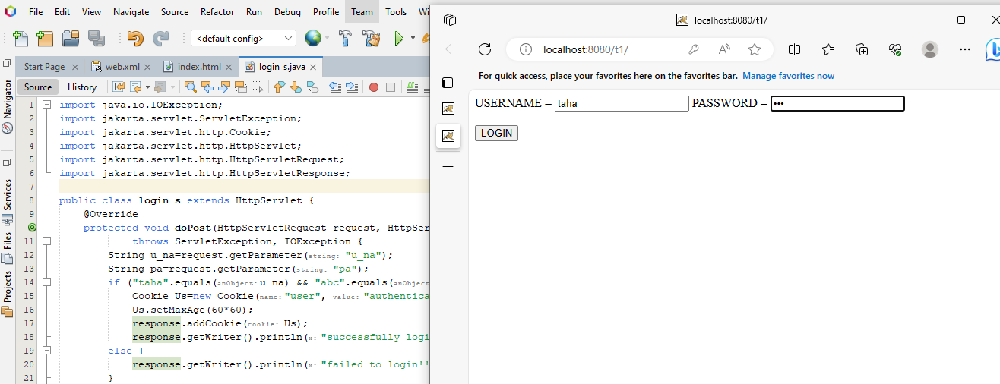 File Edit View Navigate Source Refactor Run Debug Profile Team Tools
<default config>
Start Page web.xml index.html login_s.java
Source History
Navigator
Services
Files
Projects
1 import java.io.IOException;
2 import jakarta.servlet.ServletException;
3 import jakarta.servlet.http.Cookie;
4 import jakarta.servlet.http.HttpServlet;
5 import jakarta.servlet.http.HttpServletRequest;
6 import jakarta.servlet.http.HttpServletResponse;
7
8 public class login_s extends HttpServlet {
9 @Override
protected void doPost(HttpServletRequest request, HttpSer
11 throws ServletException, IOException {
12 String u_na=request.getParameter(string: "u_na");
13 String pa=request.getParameter(string: "pa");
14 if ("taha".equals(anObject: u_na) && "abc".equals(anObject
15 Cookie Us=new Cookie(name: "user", value: "authentica
16 Us.setMaxAge(60*60);
17 response.addCookie(cookie: Us);
18 response.getWriter().println(x: "successfully logi
19 else {
20 response.getWriter().println(x: "failed to login!!
21 }
localhost:8080/t1/
localhost:8080/t1/
For quick access, place your favorites here on the favorites bar. Manage favorites now
USERNAME = taha PASSWORD = •••
LOGIN